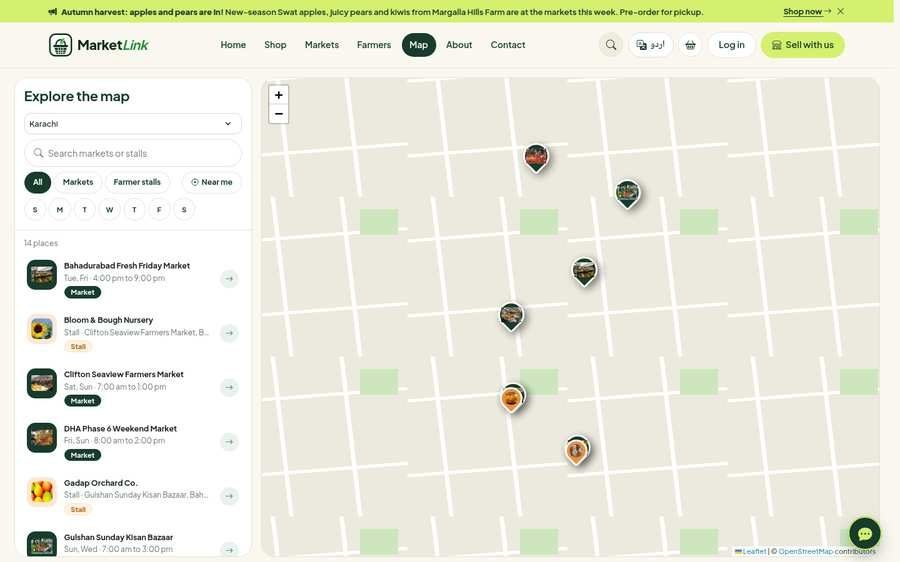 Autumn harvest: apples and pears are in! New-season Swat apples, juicy pears and kiwis from Margalla Hills Farm are at the markets this week. Pre-order for pickup.
Shop now →
MarketLink
Home
Shop
Markets
Farmers
Map
About
Contact
اردو
Log in
Sell with us
Explore the map
Karachi
Search markets or stalls
All
Markets
Farmer stalls
Near me
S M T W T F S
14 places
Bahadurabad Fresh Friday Market
Tue, Fri · 4:00 pm to 9:00 pm
Market
Bloom & Bough Nursery
Stall · Clifton Seaview Farmers Market, B...
Stall
Clifton Seaview Farmers Market
Sat, Sun · 7:00 am to 1:00 pm
Market
DHA Phase 6 Weekend Market
Fri, Sun · 8:00 am to 2:00 pm
Market
Gadap Orchard Co.
Stall · Gulshan Sunday Kisan Bazaar, Bah...
Stall
Gulshan Sunday Kisan Bazaar
Sun, Wed · 7:00 am to 3:00 pm
+
−
Leaflet | © OpenStreetMap contributors